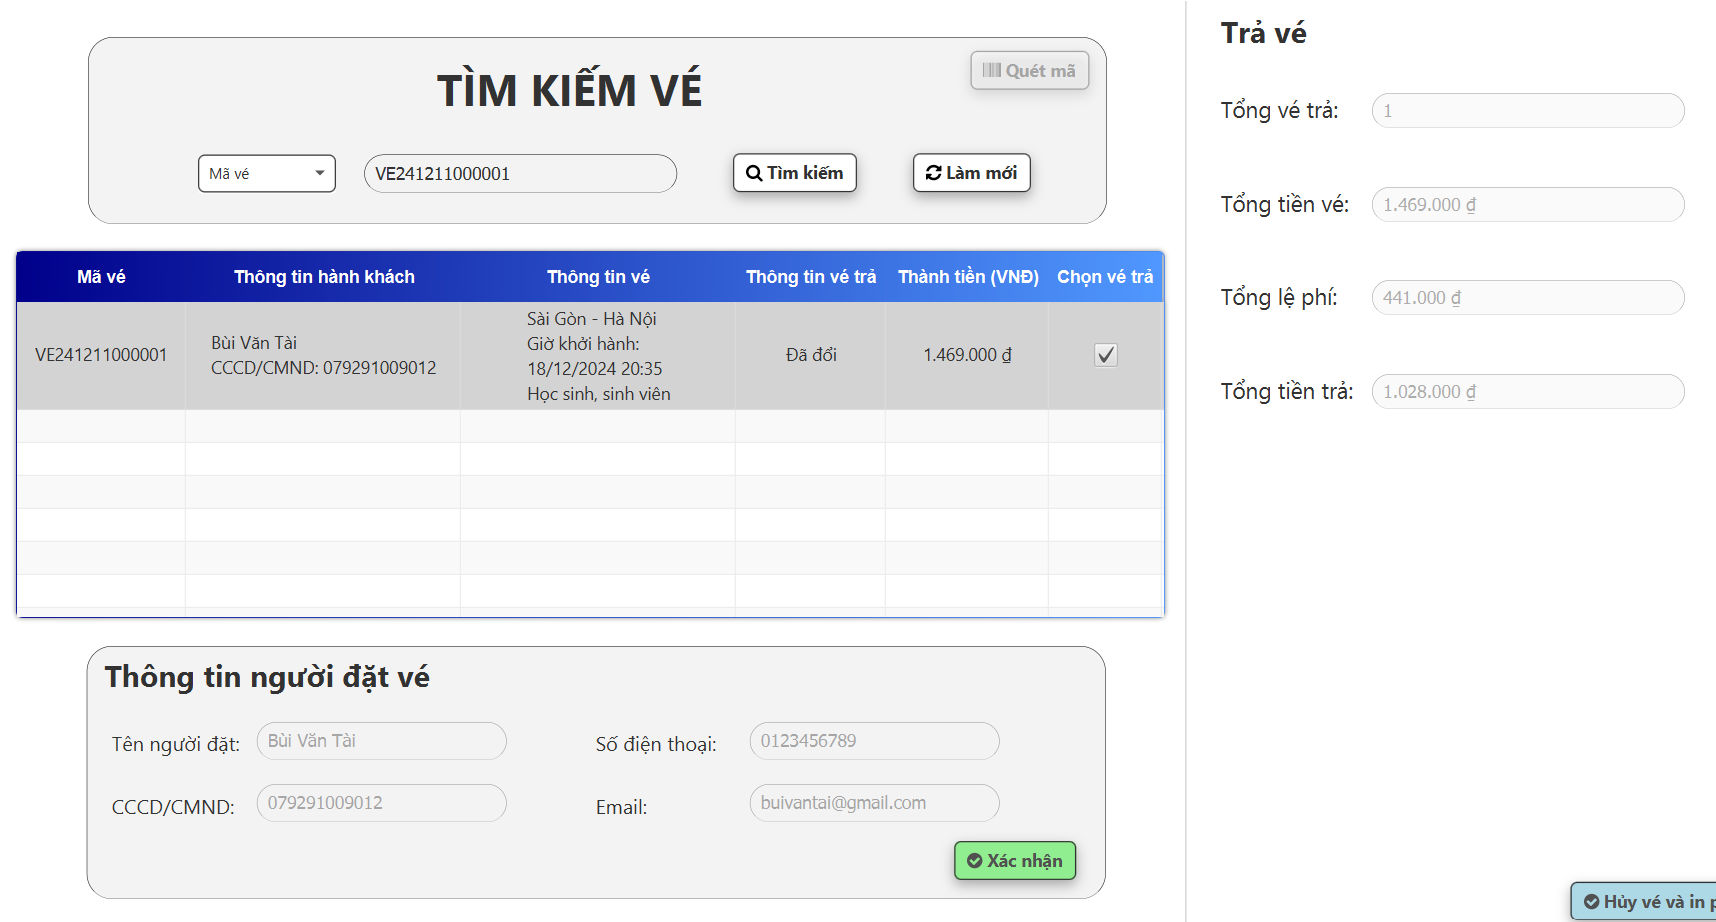 TÌM KIẾM VÉ
Quét mã
Mã vé
VE241211000001
Tìm kiếm
Làm mới
Mã vé
Thông tin hành khách
Thông tin vé
Thông tin vé trả
Thành tiền (VNĐ)
Chọn vé trả
VE241211000001
Bùi Văn Tài
CCCD/CMND: 079291009012
Sài Gòn - Hà Nội
Giờ khởi hành:
18/12/2024 20:35
Học sinh, sinh viên
Đã đổi
1.469.000 ₫
Thông tin người đặt vé
Tên người đặt:
Bùi Văn Tài
Số điện thoại:
0123456789
CCCD/CMND:
079291009012
Email:
buivantai@gmail.com
Xác nhận
Trả vé
Tổng vé trả:
1
Tổng tiền vé:
1.469.000 ₫
Tổng lệ phí:
441.000 ₫
Tổng tiền trả:
1.028.000 ₫
Hủy vé và in